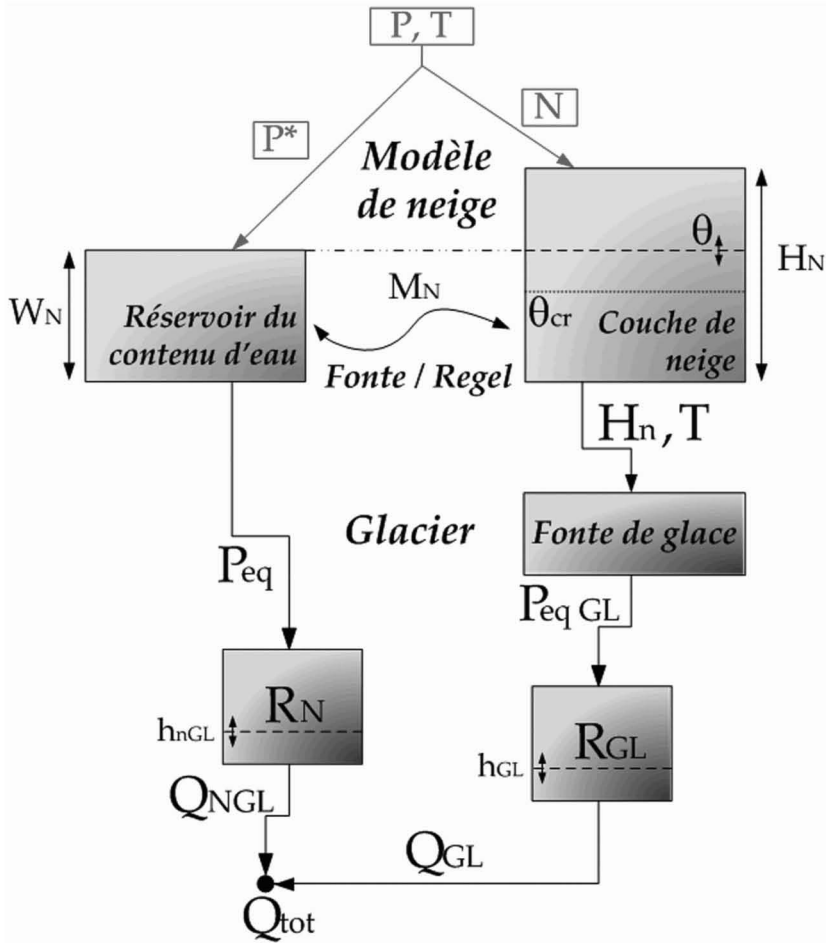 P, T
P*
N
Modèle
de neige
θ
HN
WN
MN
θcr
Réservoir du
contenu d'eau
Couche de
neige
Fonte / Regel
Hn , T
Glacier
Fonte de glace
Peq
Peq GL
RN
hnGL
RGL
hGL
QNGL
QGL
Qtot